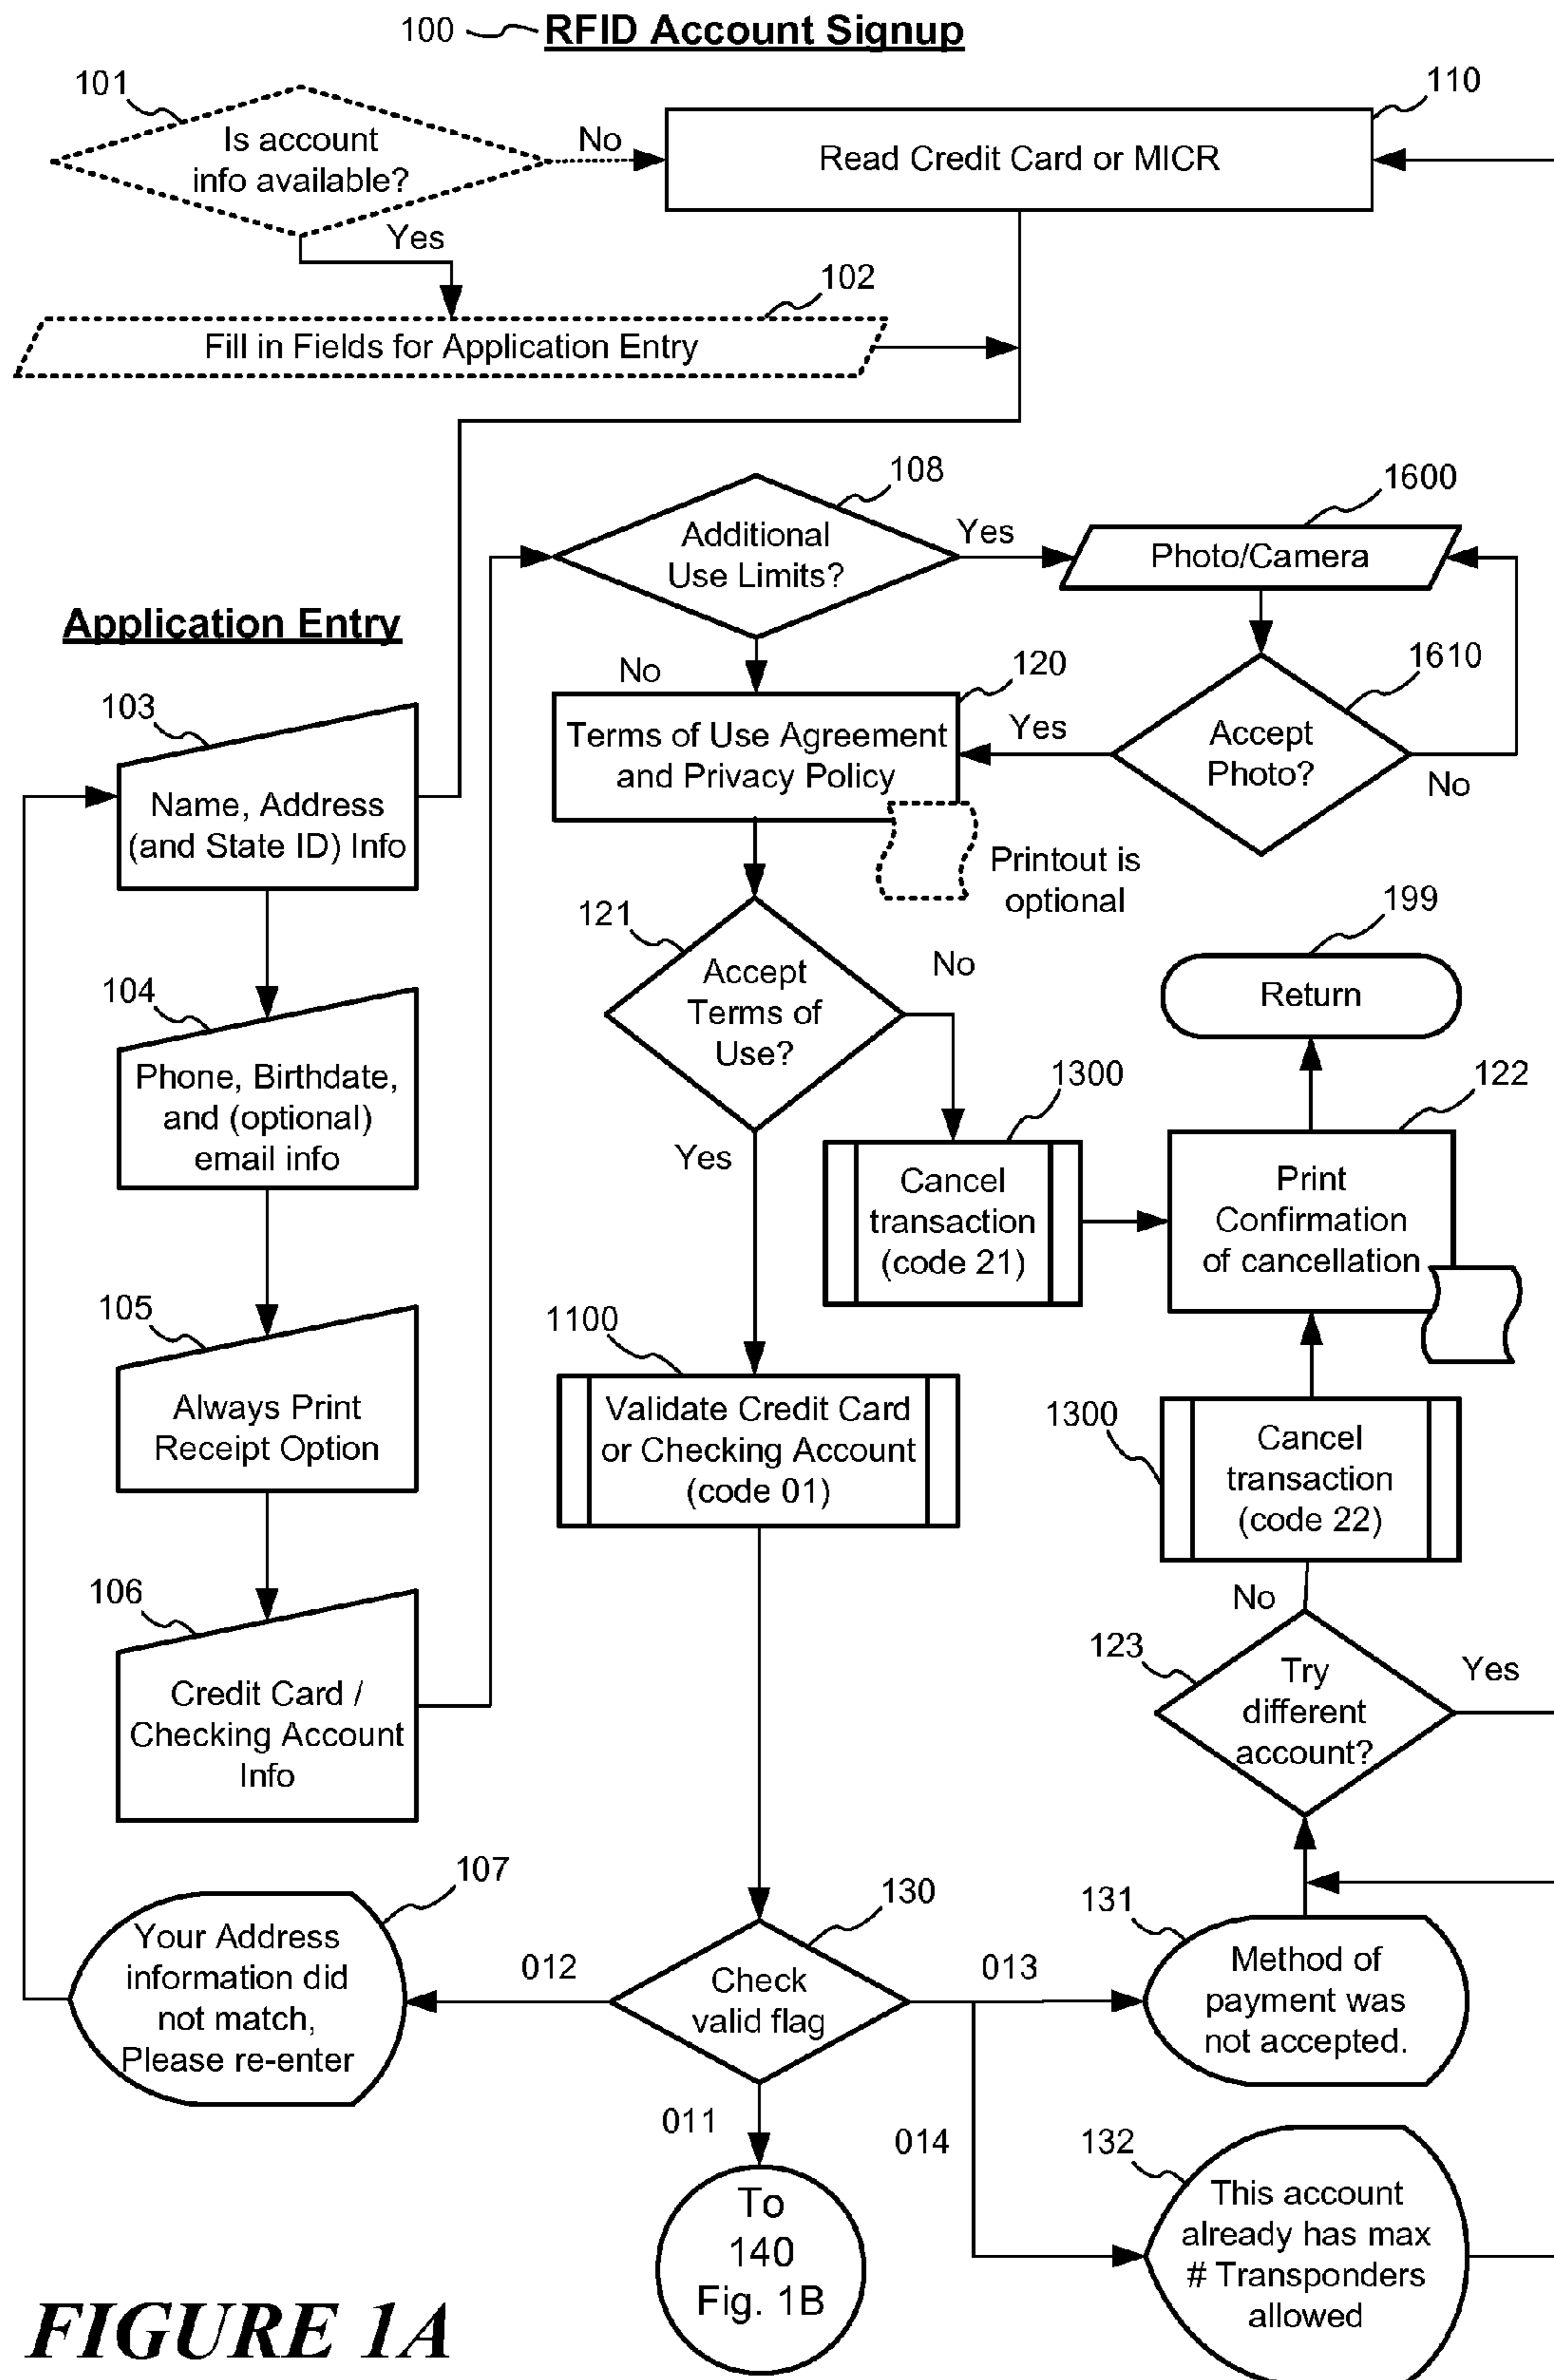 100
RFID Account Signup
101
Is account
info available?
No
Yes
110
Read Credit Card or MICR
102
Fill in Fields for Application Entry
108
Additional
Use Limits?
Yes
No
1600
Photo/Camera
1610
Accept
Photo?
Yes
No
Application Entry
103
Name, Address
(and State ID) Info
120
Terms of Use Agreement
and Privacy Policy
Printout is
optional
104
Phone, Birthdate,
and (optional)
email info
121
Accept
Terms of
Use?
No
Yes
199
Return
1300
Cancel
transaction
(code 21)
122
Print
Confirmation
of cancellation
105
Always Print
Receipt Option
1100
Validate Credit Card
or Checking Account
(code 01)
1300
Cancel
transaction
(code 22)
106
Credit Card /
Checking Account
Info
No
123
Try
different
account?
Yes
107
Your Address
information did
not match,
Please re-enter
012
130
Check
valid flag
013
131
Method of
payment was
not accepted.
011
014
To
140
Fig. 1B
132
This account
already has max
# Transponders
allowed
FIGURE 1A